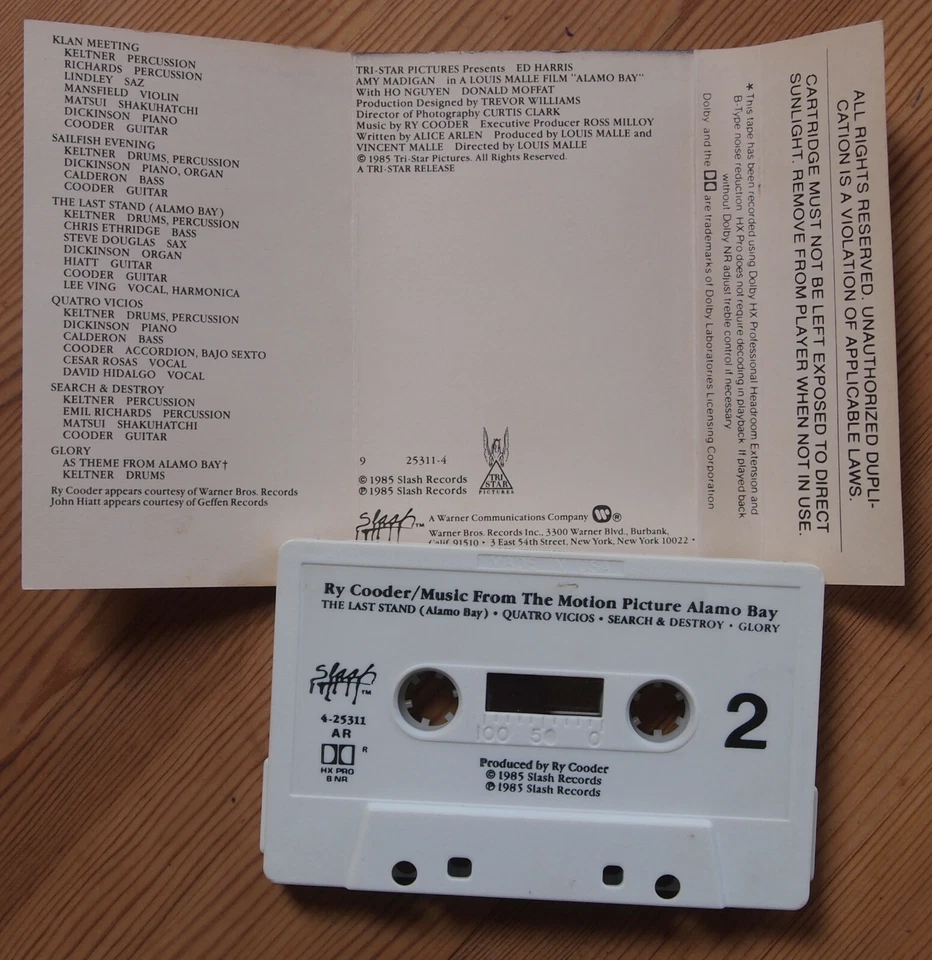 KLAN MEETING
KELTNER PERCUSSION
RICHARDS PERCUSSION
LINDLEY SAZ
MANSFIELD VIOLIN
MATSUI SHAKUHATCHI
DICKINSON PIANO
COODER GUITAR
SAILFISH EVENING
KELTNER DRUMS, PERCUSSION
DICKINSON PIANO, ORGAN
CALDERON BASS
COODER GUITAR
THE LAST STAND (ALAMO BAY)
KELTNER DRUMS, PERCUSSION
CHRIS ETHRIDGE BASS
STEVE DOUGLAS SAX
DICKINSON ORGAN
HIATT GUITAR
COODER GUITAR
LEE VING VOCAL, HARMONICA
QUATRO VICIOS
KELTNER DRUMS, PERCUSSION
DICKINSON PIANO
CALDERON BASS
COODER ACCORDION, BAJO SEXTO
CESAR ROSAS VOCAL
DAVID HIDALGO VOCAL
SEARCH & DESTROY
KELTNER PERCUSSION
EMIL RICHARDS PERCUSSION
MATSUI SHAKUHATCHI
COODER GUITAR
GLORY
AS THEME FROM ALAMO BAY†
KELTNER DRUMS
Ry Cooder appears courtesy of Warner Bros. Records
John Hiatt appears courtesy of Geffen Records
TRI-STAR PICTURES Presents ED HARRIS
AMY MADIGAN in A LOUIS MALLE FILM "ALAMO BAY"
With HO NGUYEN DONALD MOFFAT
Production Designed by TREVOR WILLIAMS
Director of Photography CURTIS CLARK
Music by RY COODER Executive Producer ROSS MILLOY
Written by ALICE ARLEN Produced by LOUIS MALLE and
VINCENT MALLE Directed by LOUIS MALLE
© 1985 Tri-Star Pictures. All Rights Reserved.
A TRI-STAR RELEASE
9 25311-4
© 1985 Slash Records
℗ 1985 Slash Records
TRI
STAR
PICTURES
Slash™
A Warner Communications Company ®
Warner Bros. Records Inc., 3300 Warner Blvd., Burbank,
Calif. 91510 • 3 East 54th Street, New York, New York 10022 •
* This tape has been recorded using Dolby HX Professional Headroom Extension and
B-Type noise reduction HX Pro does not require decoding in playback If played back
without Dolby NR adjust treble control if necessary
Dolby and the are trademarks of Dolby Laboratories Licensing Corporation
ALL RIGHTS RESERVED. UNAUTHORIZED DUPLI-
CATION IS A VIOLATION OF APPLICABLE LAWS.
CARTRIDGE MUST NOT BE LEFT EXPOSED TO DIRECT
SUNLIGHT. REMOVE FROM PLAYER WHEN NOT IN USE.
Ry Cooder/Music From The Motion Picture Alamo Bay
THE LAST STAND (Alamo Bay) • QUATRO VICIOS • SEARCH & DESTROY • GLORY
Slash™
4-25311
AR
R
HX PRO
B NR
100 50 0
2
Produced by Ry Cooder
© 1985 Slash Records
℗ 1985 Slash Records